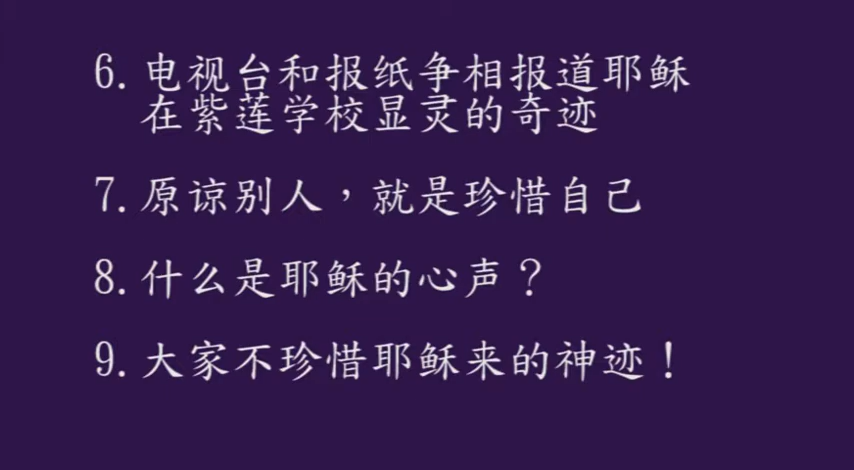 6. 电视台和报纸争相报道耶稣
在紫莲学校显灵的奇迹
7. 原谅别人，就是珍惜自己
8. 什么是耶稣的心声？
9. 大家不珍惜耶稣来的神迹！